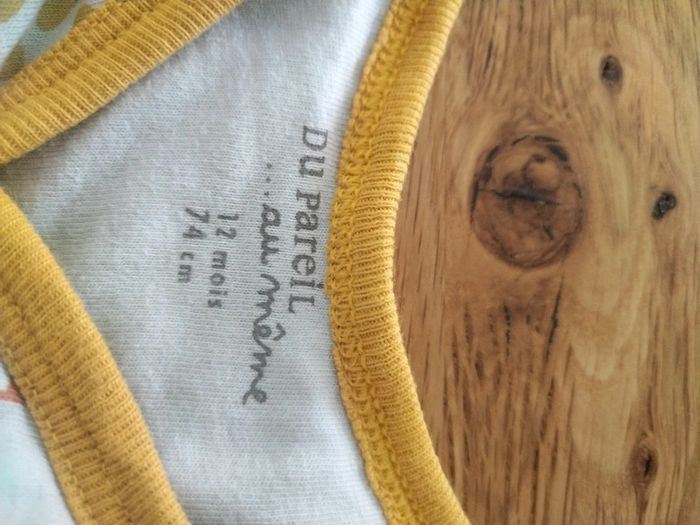 DU PAREIL
...au même
12 mois
74 cm